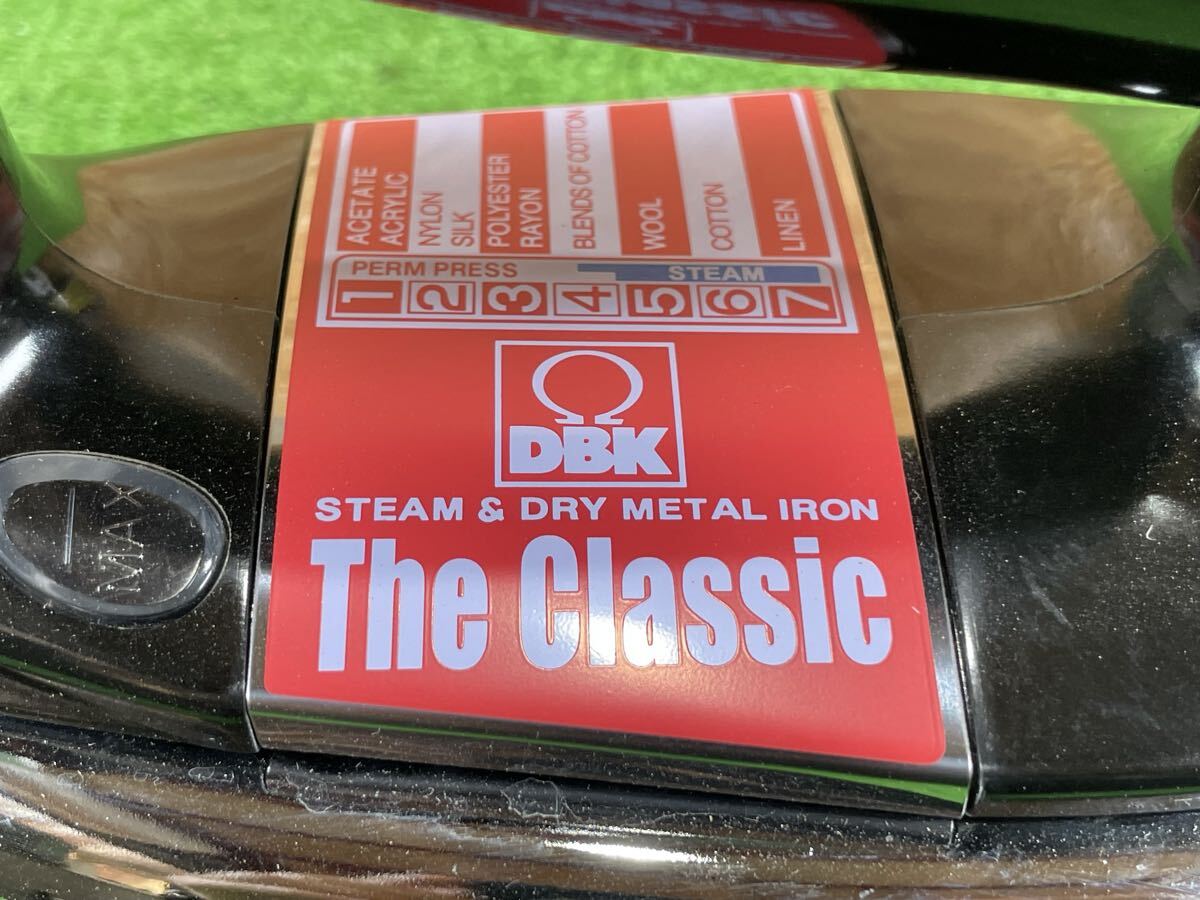 ACETATE
ACRYLIC
NYLON
SILK
POLYESTER
RAYON
BLENDS OF COTTON
WOOL
COTTON
LINEN
PERM PRESS STEAM
1 2 3 4 5 6 7
DBK
STEAM & DRY METAL IRON
The Classic
MAX